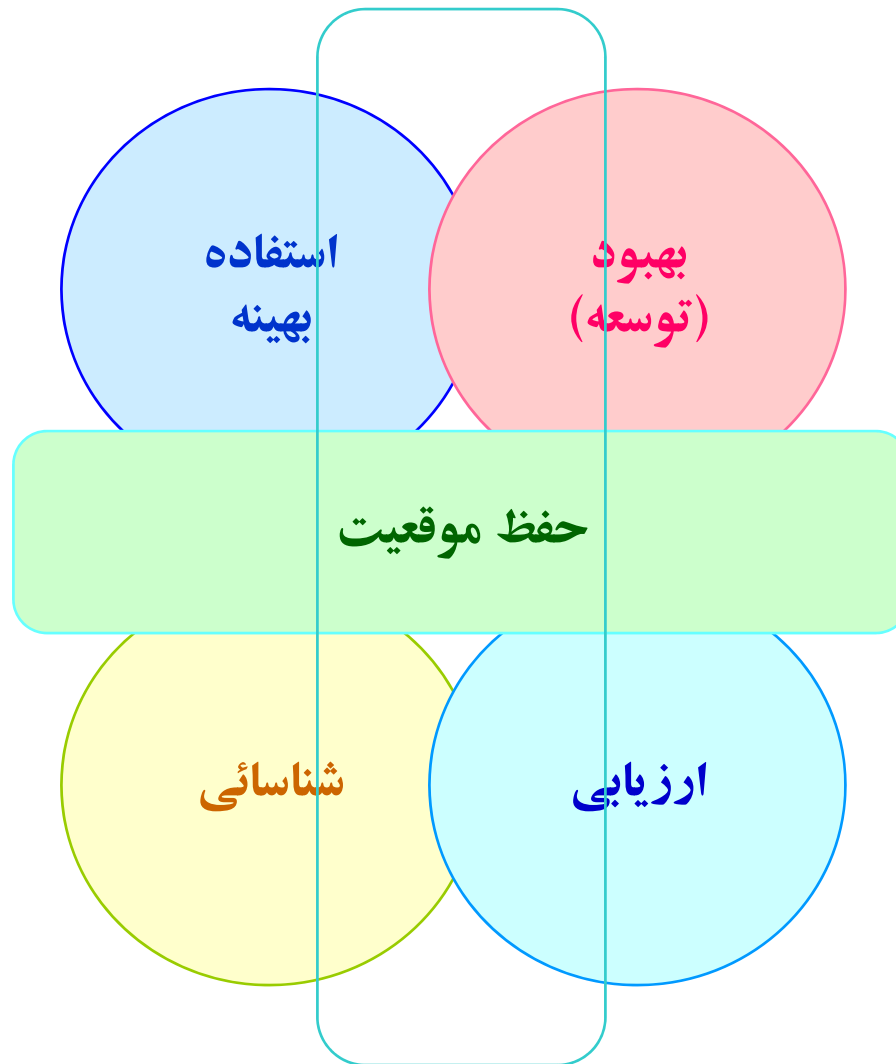 بهبود
(توسعه)
استفاده
بهینه
حفظ موقعیت
ارزیابی
شناسائی